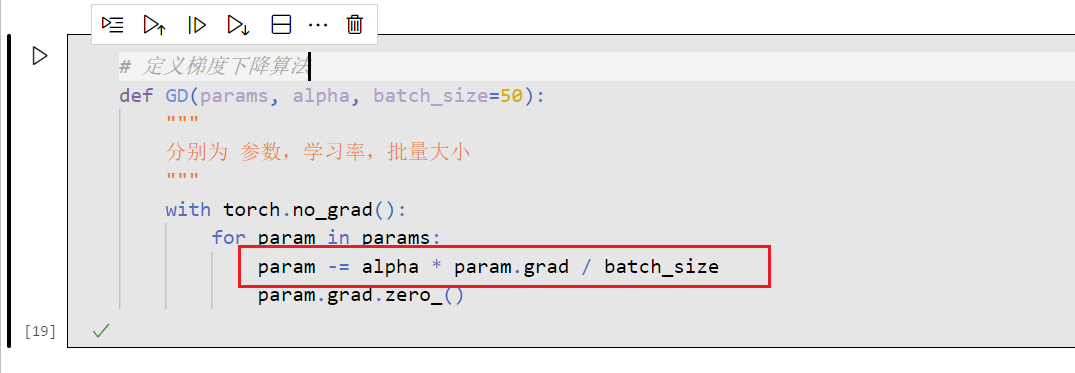 # 定义梯度下降算法
def GD(params, alpha, batch_size=50):
"""
分别为 参数，学习率，批量大小
"""
with torch.no_grad():
for param in params:
param -= alpha * param.grad / batch_size
param.grad.zero_()
[19]